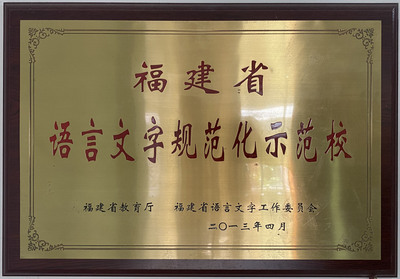 福建省
语言文字规范化示范校
福建省教育厅 福建省语言文字工作委员会
二〇一三年四月